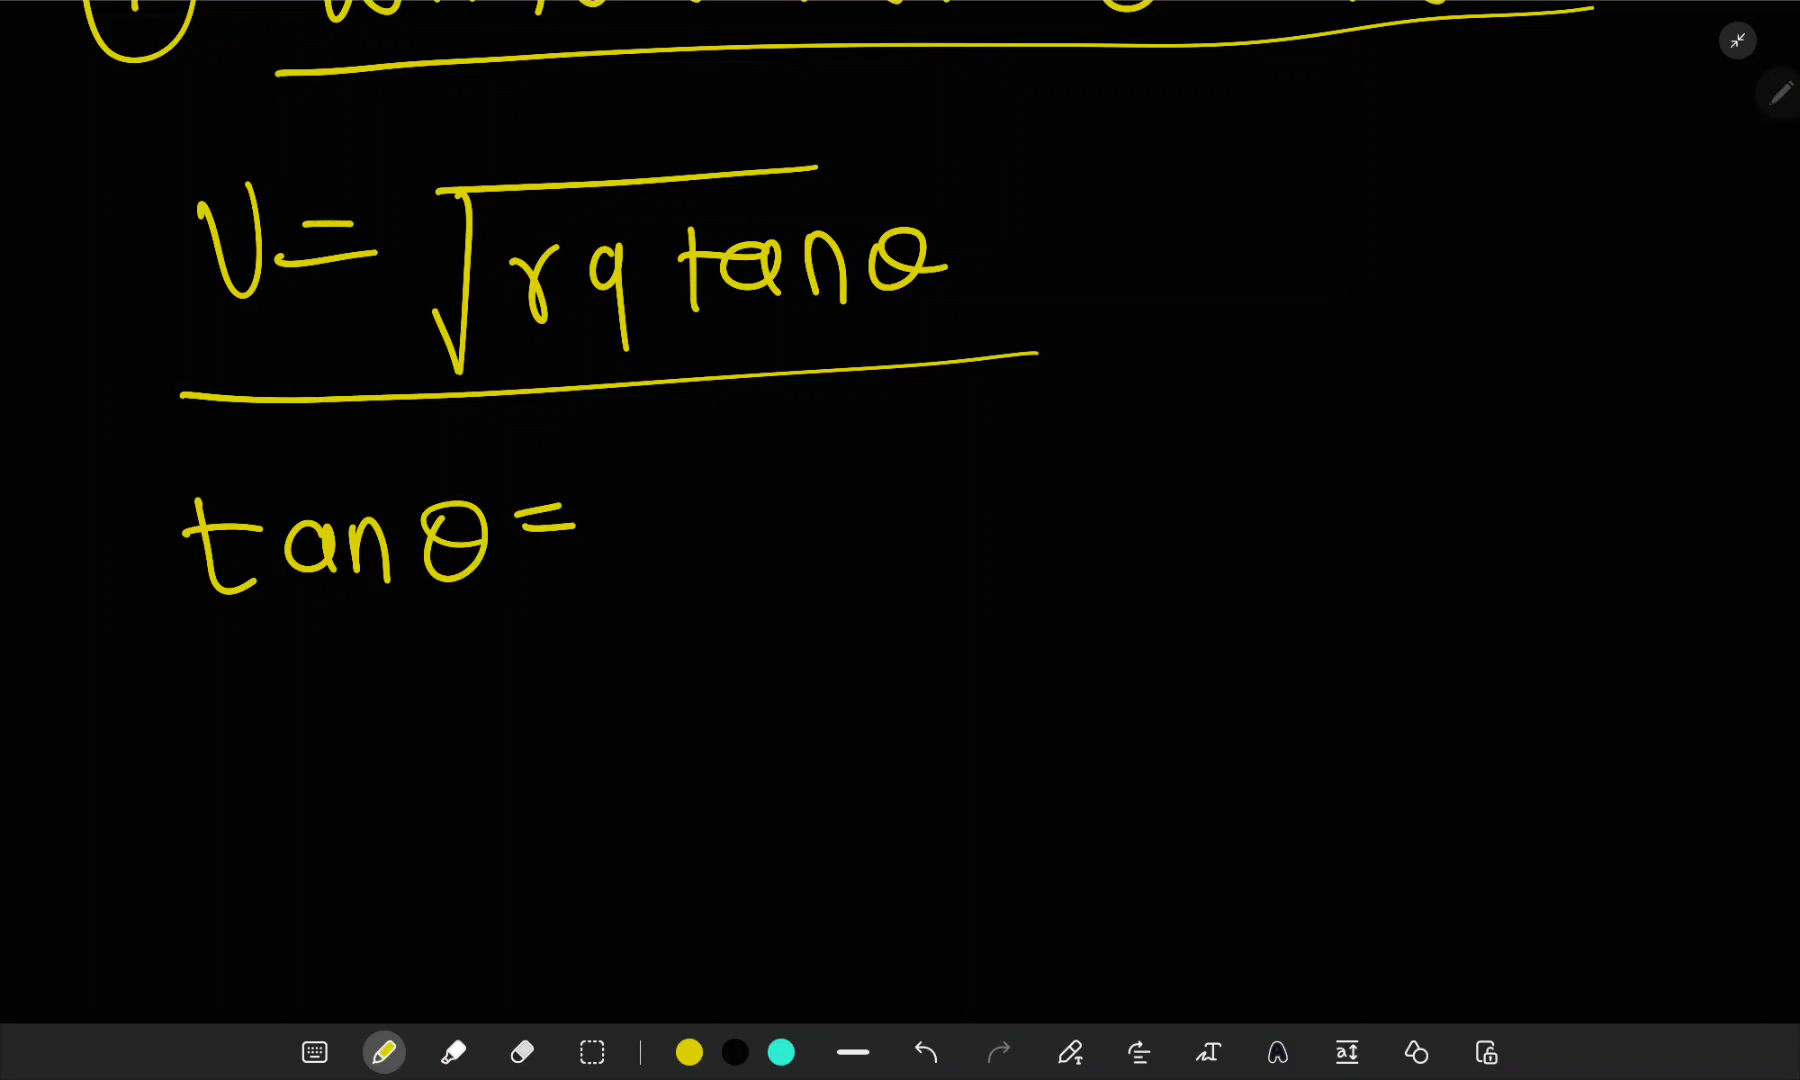 v = √rg tanθ
tanθ =